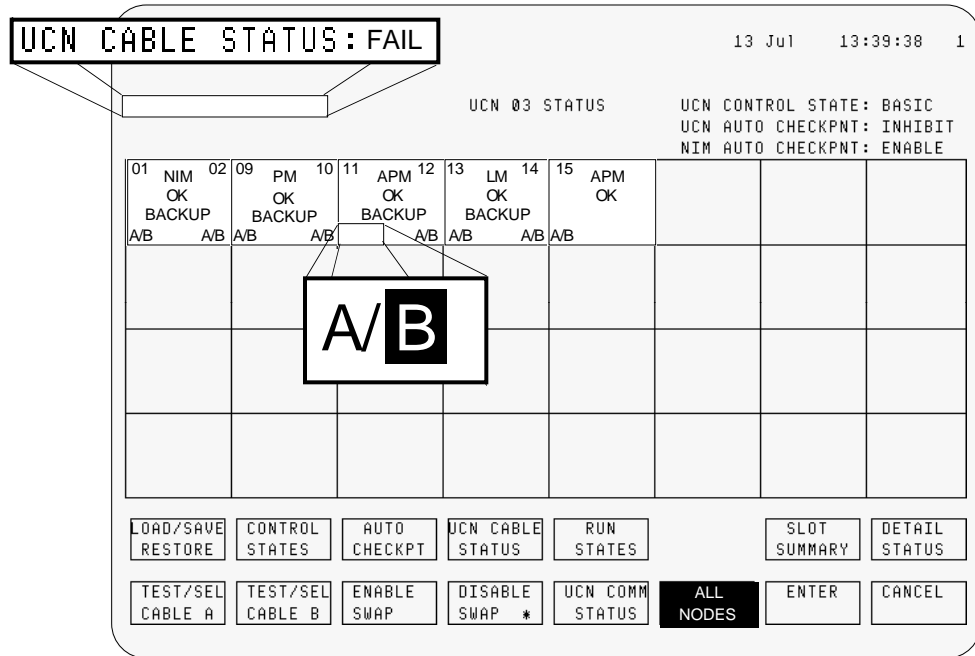 UCN CABLE STATUS: FAIL
13 Jul 13:39:38 1
UCN 03 STATUS
UCN CONTROL STATE: BASIC
UCN AUTO CHECKPNT: INHIBIT
NIM AUTO CHECKPNT: ENABLE
01 NIM 02
OK
BACKUP
A/B A/B
09 PM 10
OK
BACKUP
A/B A/B
11 APM 12
OK
BACKUP
A/B
13 LM 14
OK
BACKUP
A/B A/B
15 APM
OK
A/B
A/B
LOAD/SAVE
RESTORE
CONTROL
STATES
AUTO
CHECKPT
UCN CABLE
STATUS
RUN
STATES
SLOT
SUMMARY
DETAIL
STATUS
TEST/SEL
CABLE A
TEST/SEL
CABLE B
ENABLE
SWAP
DISABLE
SWAP *
UCN COMM
STATUS
ALL
NODES
ENTER
CANCEL